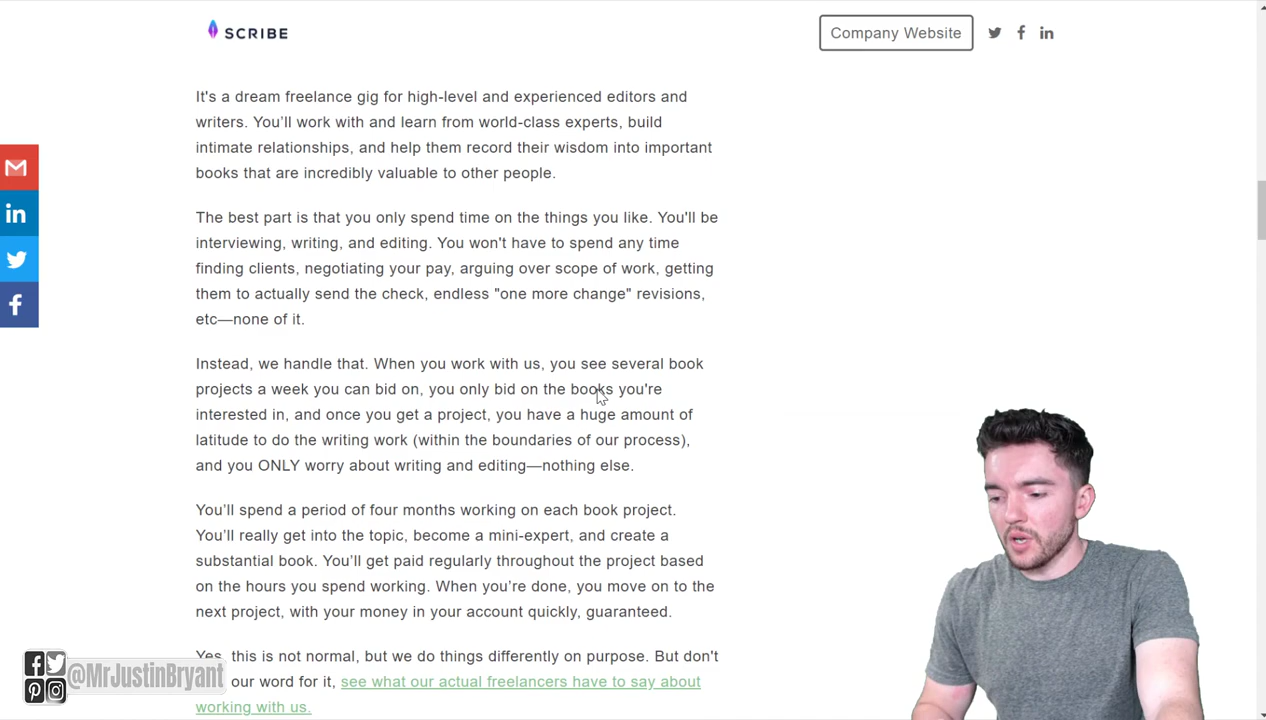 SCRIBE
Company Website
It's a dream freelance gig for high-level and experienced editors and
writers. You’ll work with and learn from world-class experts, build
intimate relationships, and help them record their wisdom into important
books that are incredibly valuable to other people.
The best part is that you only spend time on the things you like. You'll be
interviewing, writing, and editing. You won't have to spend any time
finding clients, negotiating your pay, arguing over scope of work, getting
them to actually send the check, endless "one more change" revisions,
etc—none of it.
Instead, we handle that. When you work with us, you see several book
projects a week you can bid on, you only bid on the books you're
interested in, and once you get a project, you have a huge amount of
latitude to do the writing work (within the boundaries of our process),
and you ONLY worry about writing and editing—nothing else.
You’ll spend a period of four months working on each book project.
You’ll really get into the topic, become a mini-expert, and create a
substantial book. You’ll get paid regularly throughout the project based
on the hours you spend working. When you’re done, you move on to the
next project, with your money in your account quickly, guaranteed.
Yes, this is not normal, but we do things differently on purpose. But don't
our word for it, see what our actual freelancers have to say about
working with us.
@MrJustinBryant